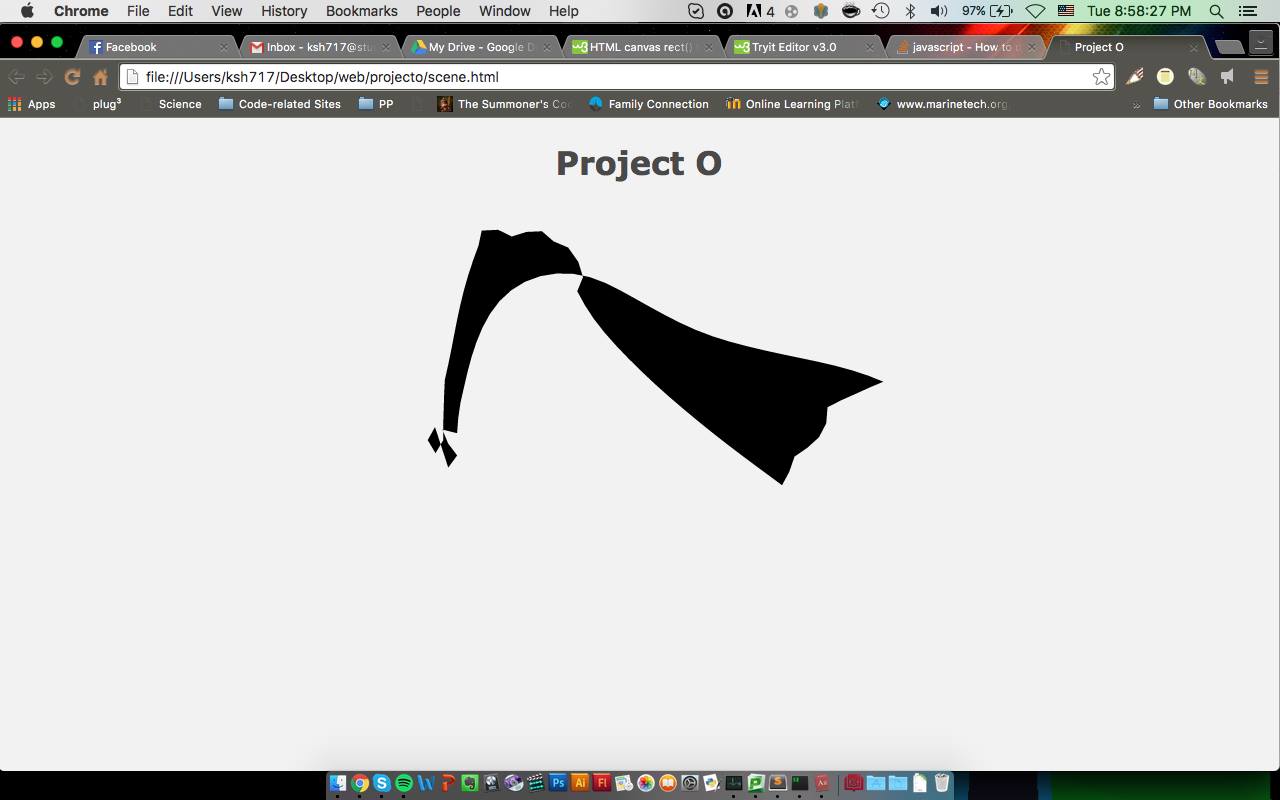 Chrome File Edit View History Bookmarks People Window Help 4 97% Tue 8:58:27 PM
Facebook Inbox - ksh717@stu My Drive - Google D HTML canvas rect() Tryit Editor v3.0 javascript - How to Project O
file:///Users/ksh717/Desktop/web/projecto/scene.html
Apps plug³ Science Code-related Sites PP The Summoner's Co Family Connection Online Learning Platf www.marinetech.org Other Bookmarks
Project O